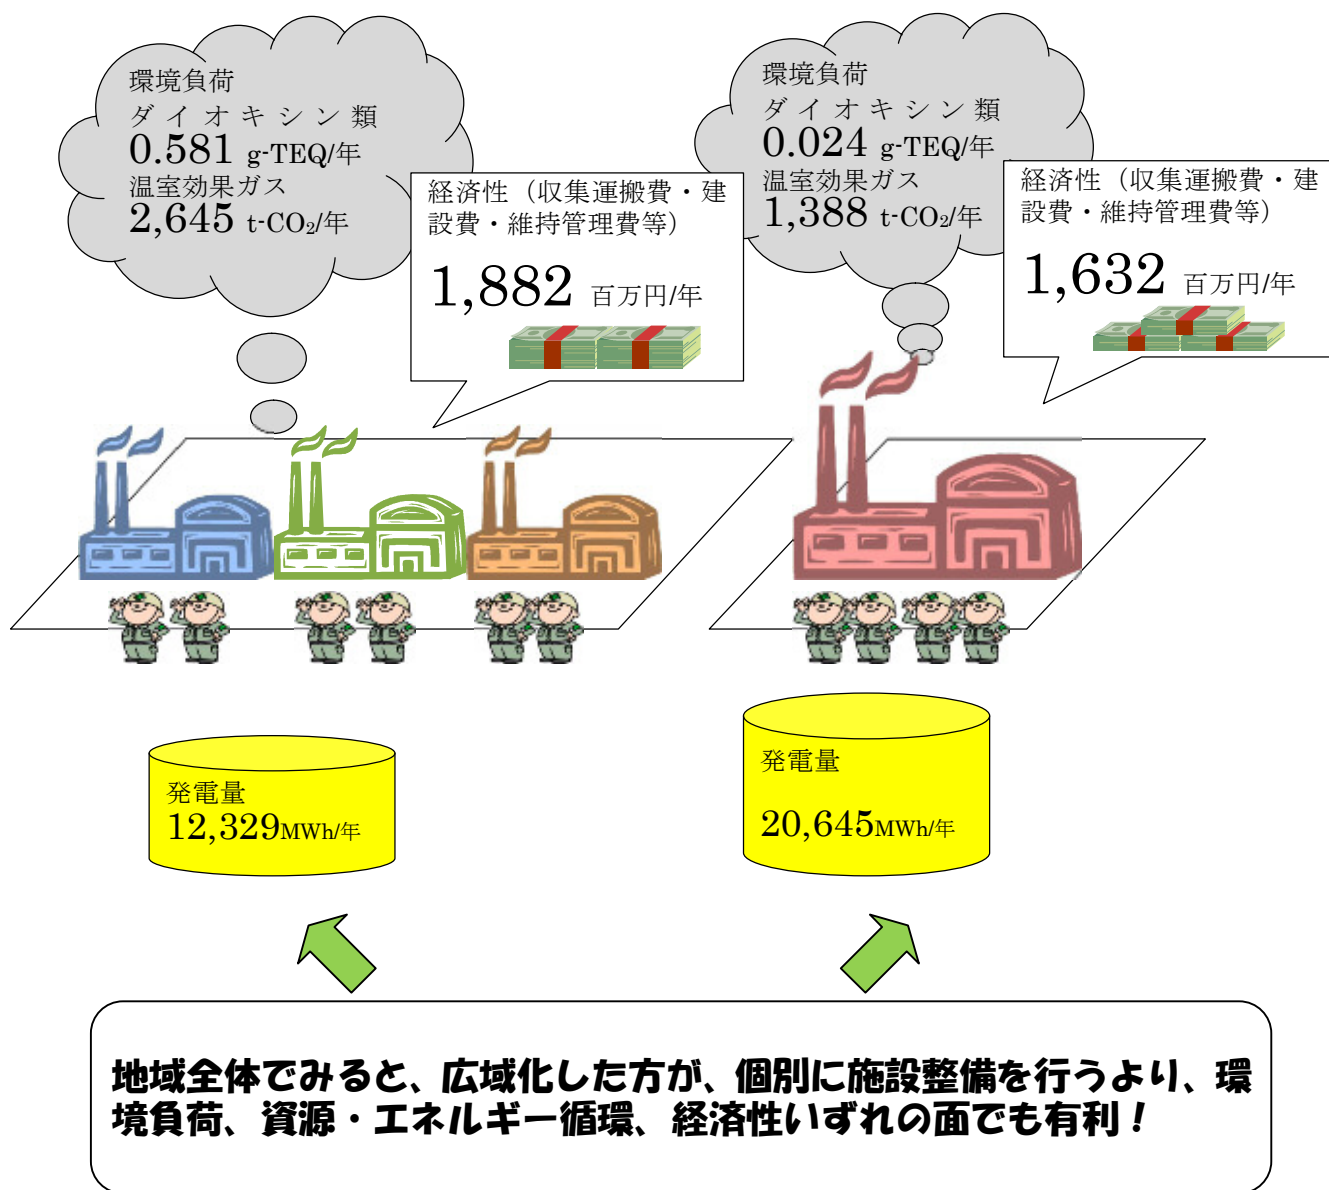 環境負荷
ダイオキシン類
0.581 g-TEQ/年
温室効果ガス
2,645 t-CO₂/年
経済性（収集運搬費・建
設費・維持管理費等）
1,882 百万円/年
環境負荷
ダイオキシン類
0.024 g-TEQ/年
温室効果ガス
1,388 t-CO₂/年
経済性（収集運搬費・建
設費・維持管理費等）
1,632 百万円/年
発電量
12,329MWh/年
発電量
20,645MWh/年
地域全体でみると、広域化した方が、個別に施設整備を行うより、環
境負荷、資源・エネルギー循環、経済性いずれの面でも有利！